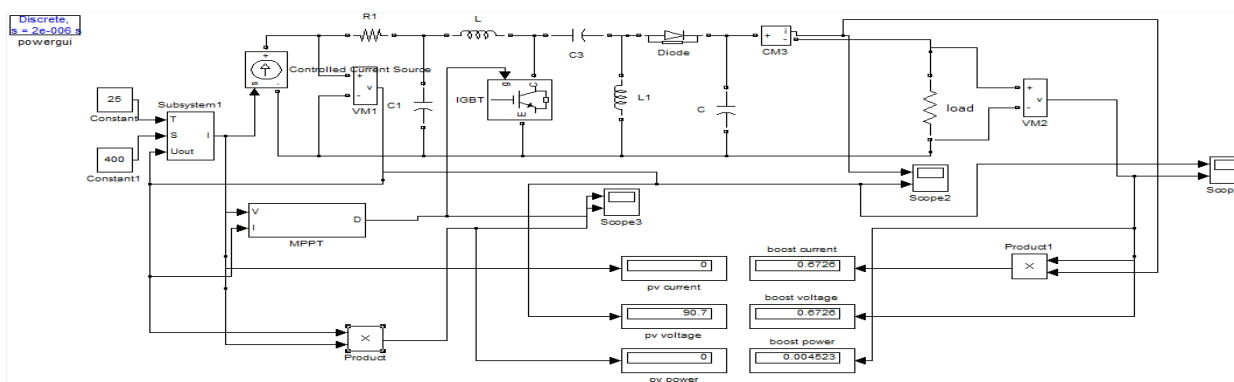 Discrete,
s = 2e-006 s
powergui
R1
L
C3
Diode
CM3
i
+
-
+
-
s
Controlled Current Source
+
-
v
VM1
C1
g
C
E
IGBT
L1
C
load
+
-
v
VM2
25
Constant
400
Constant1
Subsystem1
T
S
Uout
I
V
I
D
MPPT
Scope3
Scope2
Scop
Product
×
Product1
×
0
pv current
90.7
pv voltage
0
pv power
boost current
0.6726
boost voltage
0.6726
boost power
0.004523